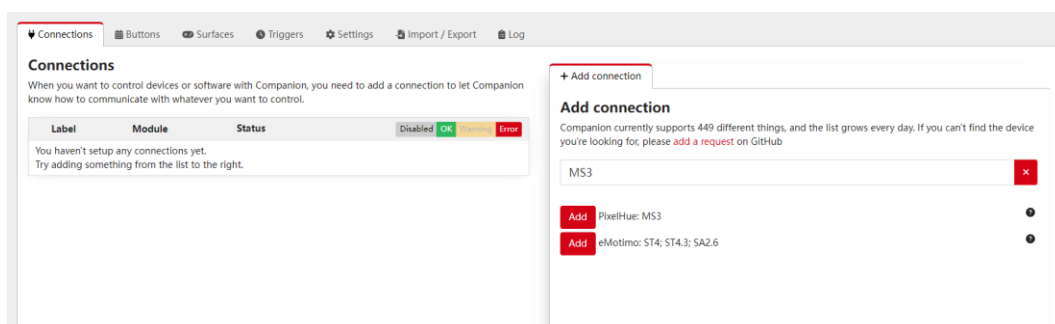 Connections Buttons Surfaces Triggers Settings Import / Export Log
Connections
When you want to control devices or software with Companion, you need to add a connection to let Companion
know how to communicate with whatever you want to control.
Label Module Status Disabled OK Warning Error
You haven't setup any connections yet.
Try adding something from the list to the right.
+ Add connection
Add connection
Companion currently supports 449 different things, and the list grows every day. If you can't find the device
you're looking for, please add a request on GitHub
MS3
Add PixelHue: MS3
Add eMotimo: ST4; ST4.3; SA2.6